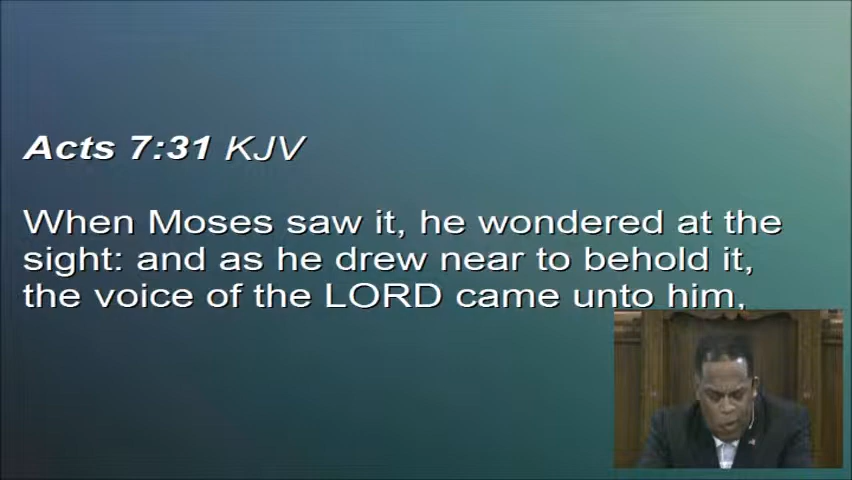 Acts 7:31 KJV
When Moses saw it, he wondered at the
sight: and as he drew near to behold it,
the voice of the LORD came unto him,